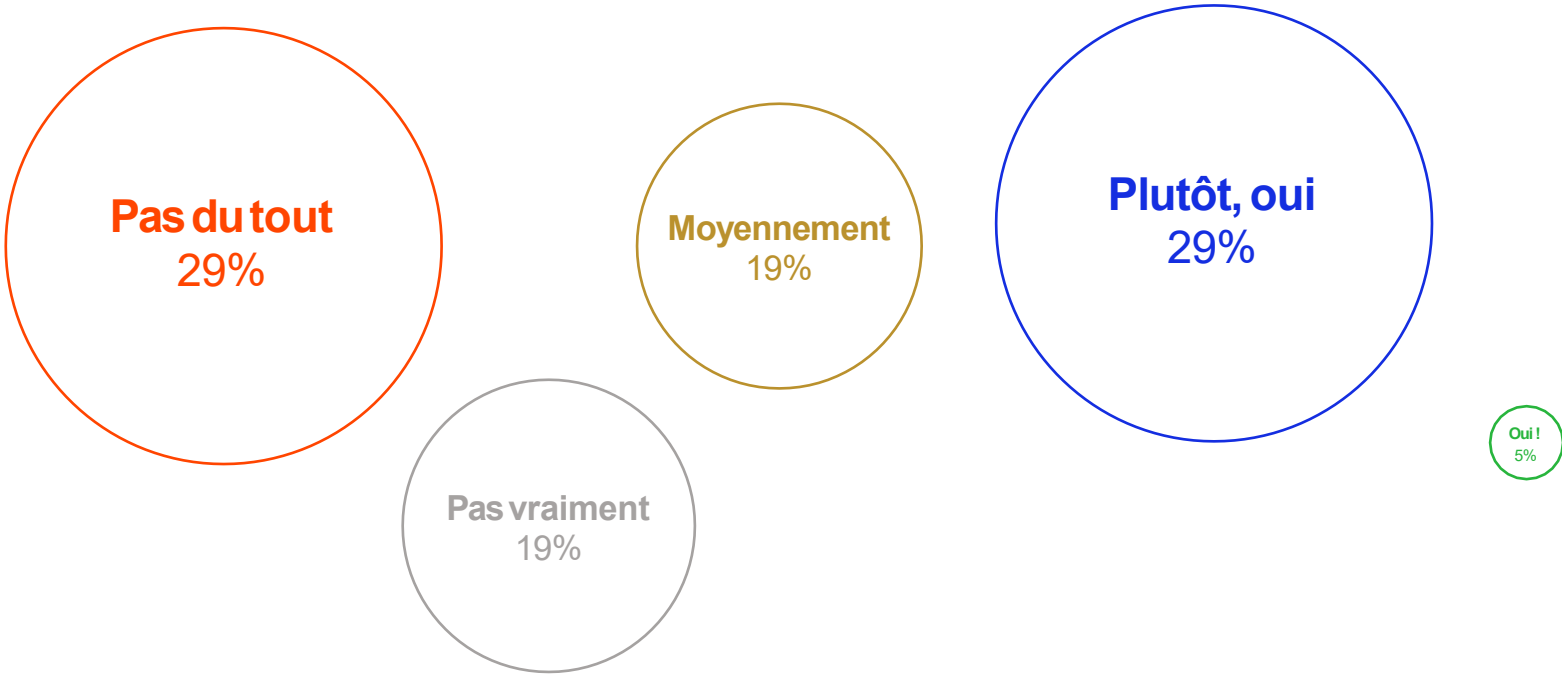 Pas du tout
29%
Pas vraiment
19%
Moyennement
19%
Plutôt, oui
29%
Oui !
5%